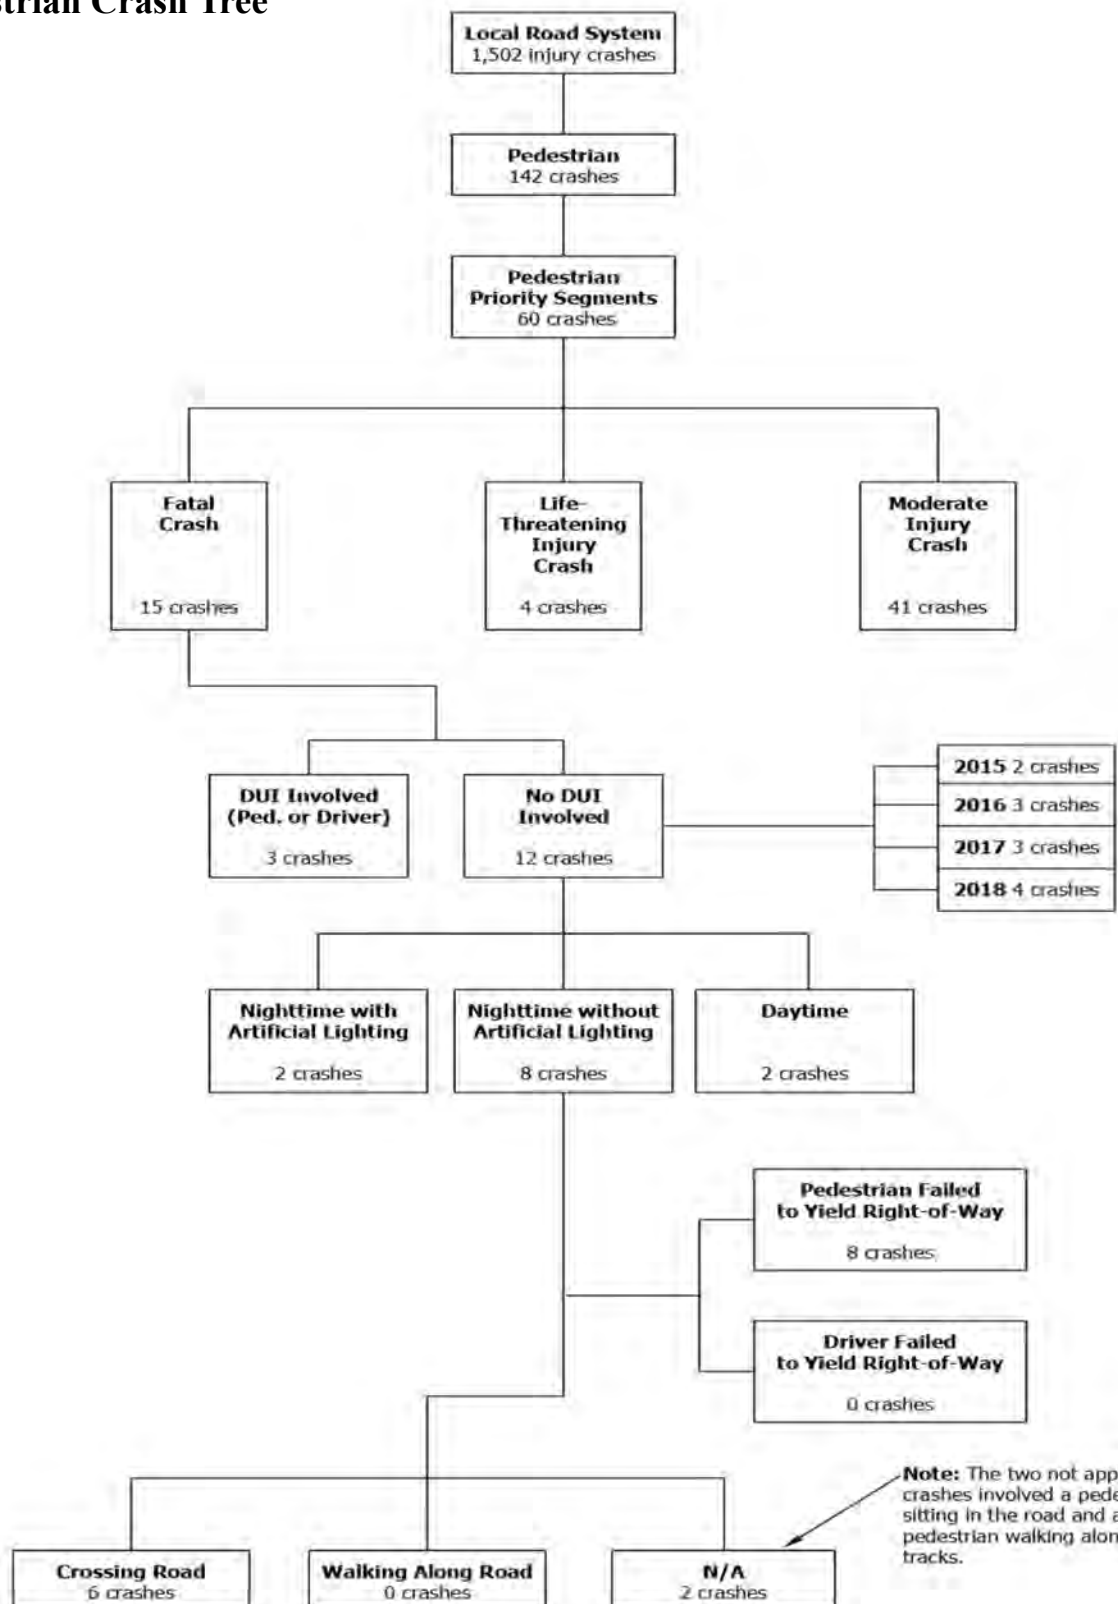 Crash Tree
Local Road System
1,502 injury crashes
Pedestrian
142 crashes
Pedestrian
Priority Segments
60 crashes
Fatal
Crash
15 crashes
Life-
Threatening
Injury
Crash
4 crashes
Moderate
Injury
Crash
41 crashes
DUI Involved
(Ped. or Driver)
3 crashes
No DUI
Involved
12 crashes
2015 2 crashes
2016 3 crashes
2017 3 crashes
2018 4 crashes
Nighttime with
Artificial Lighting
2 crashes
Nighttime without
Artificial Lighting
8 crashes
Daytime
2 crashes
Pedestrian Failed
to Yield Right-of-Way
8 crashes
Driver Failed
to Yield Right-of-Way
0 crashes
Note: The two not
crashes involved a
sitting in the road and
pedestrian walking
tracks.
Crossing Road
6 crashes
Walking Along Road
0 crashes
N/A
2 crashes